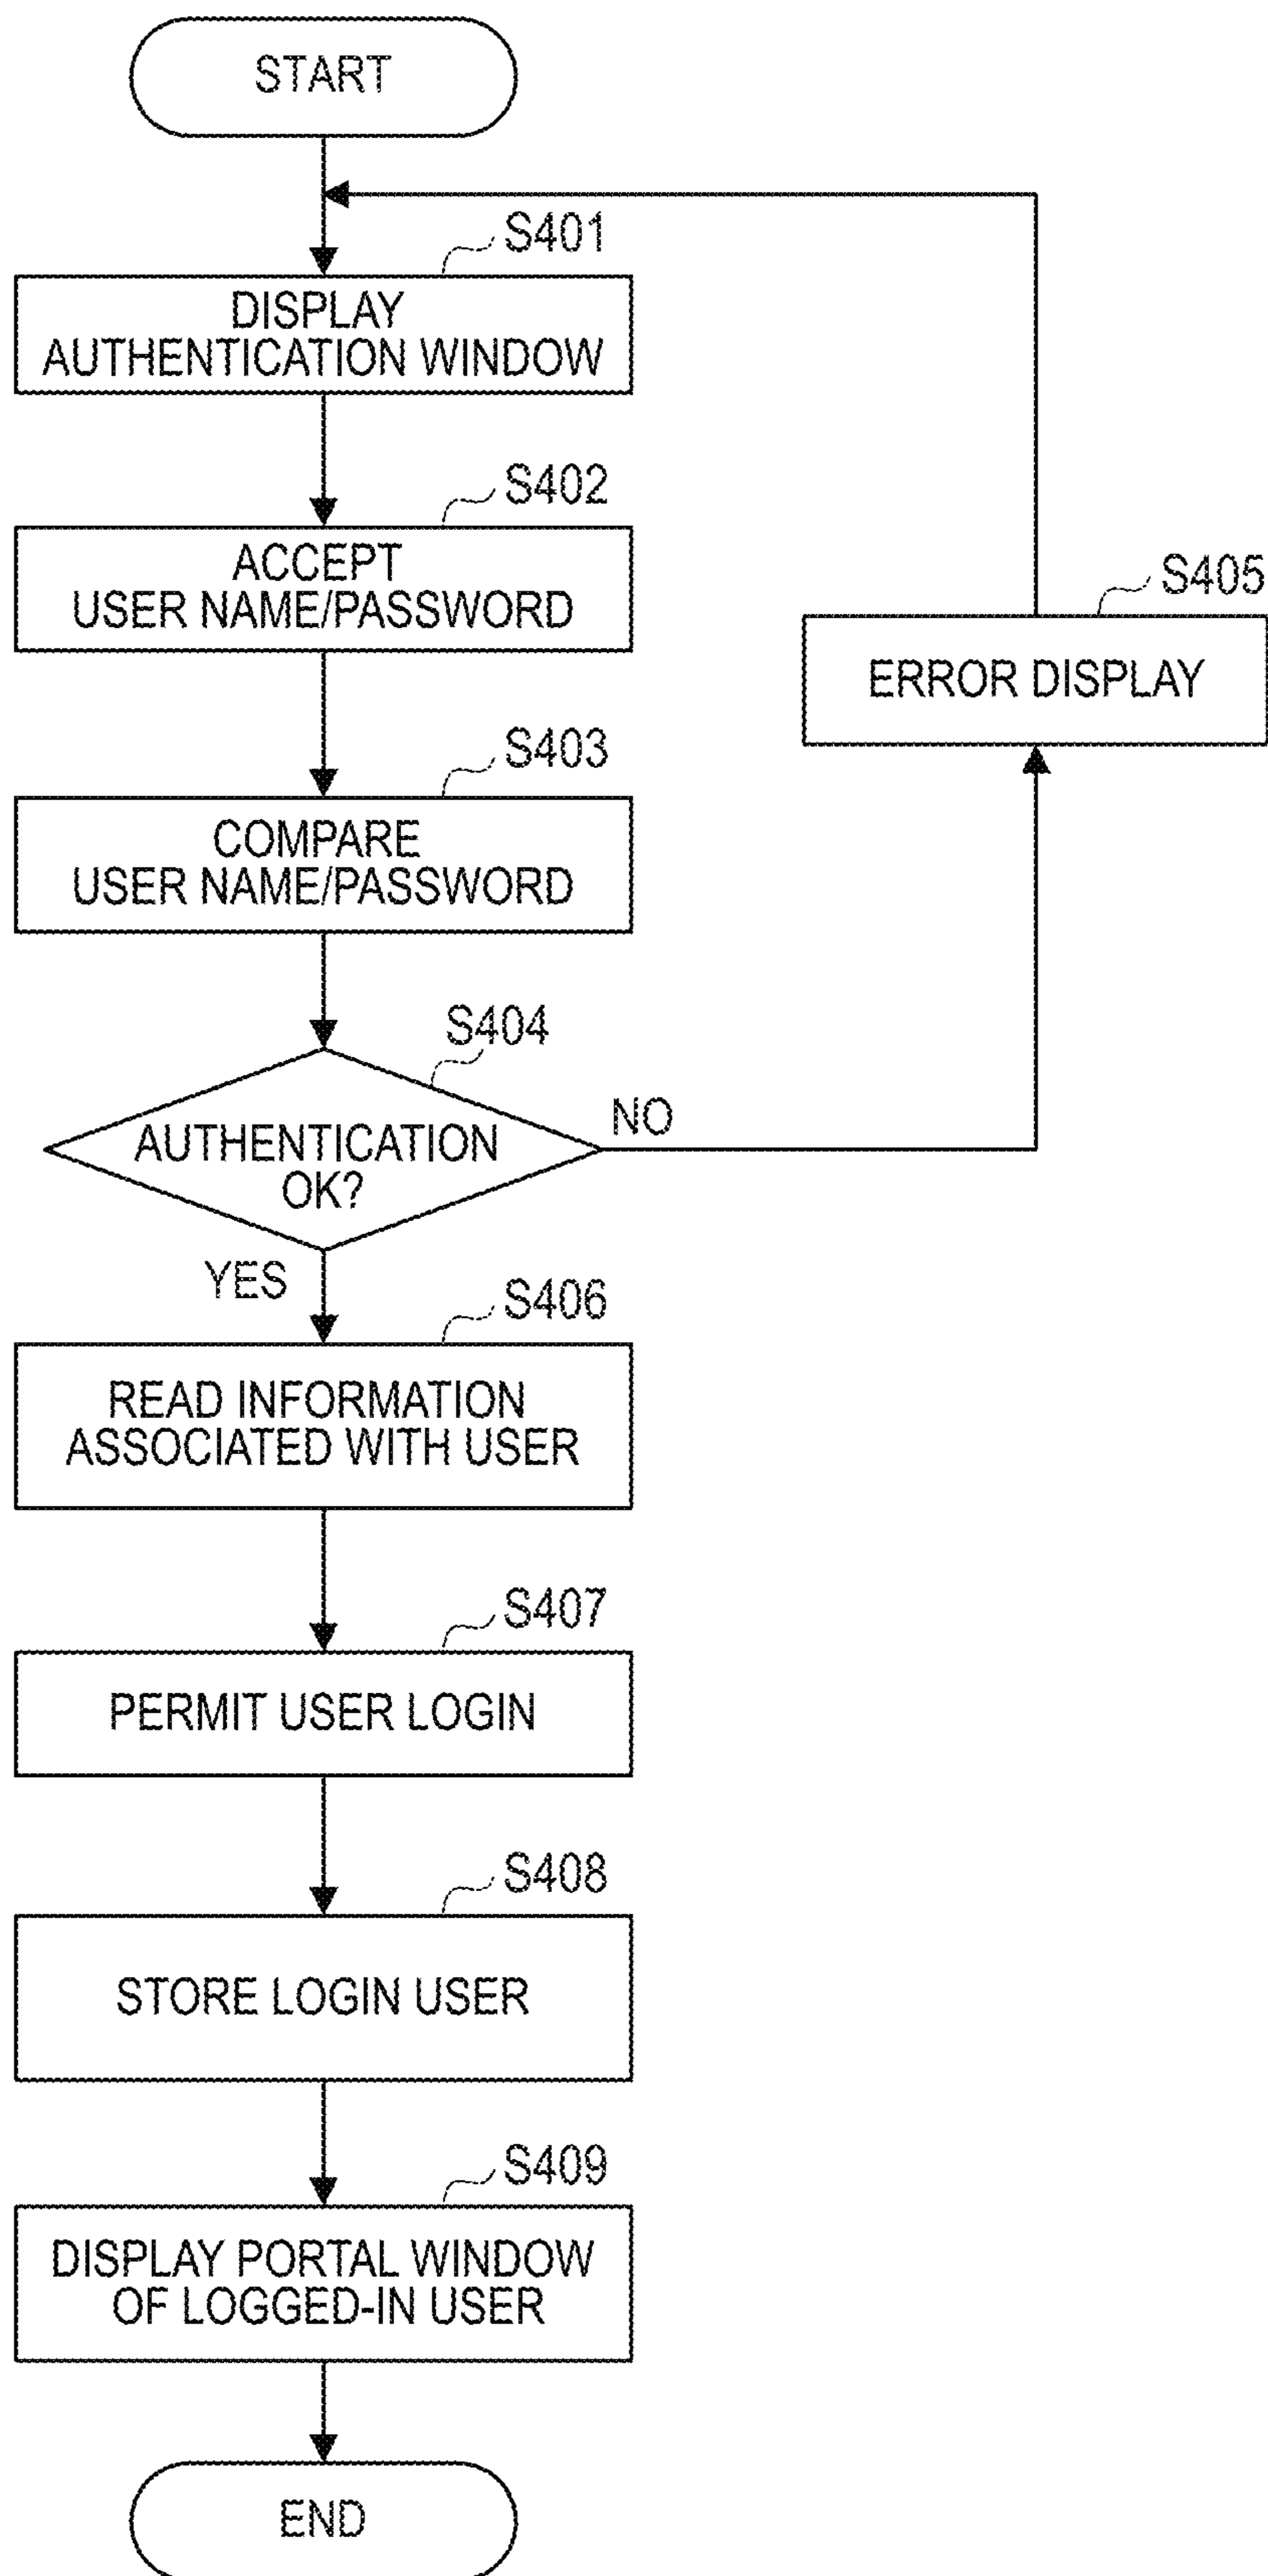 START
S401
DISPLAY
AUTHENTICATION WINDOW
S402
ACCEPT
USER NAME/PASSWORD
S405
ERROR DISPLAY
S403
COMPARE
USER NAME/PASSWORD
S404
AUTHENTICATION
OK?
NO
YES
S406
READ INFORMATION
ASSOCIATED WITH USER
S407
PERMIT USER LOGIN
S408
STORE LOGIN USER
S409
DISPLAY PORTAL WINDOW
OF LOGGED-IN USER
END